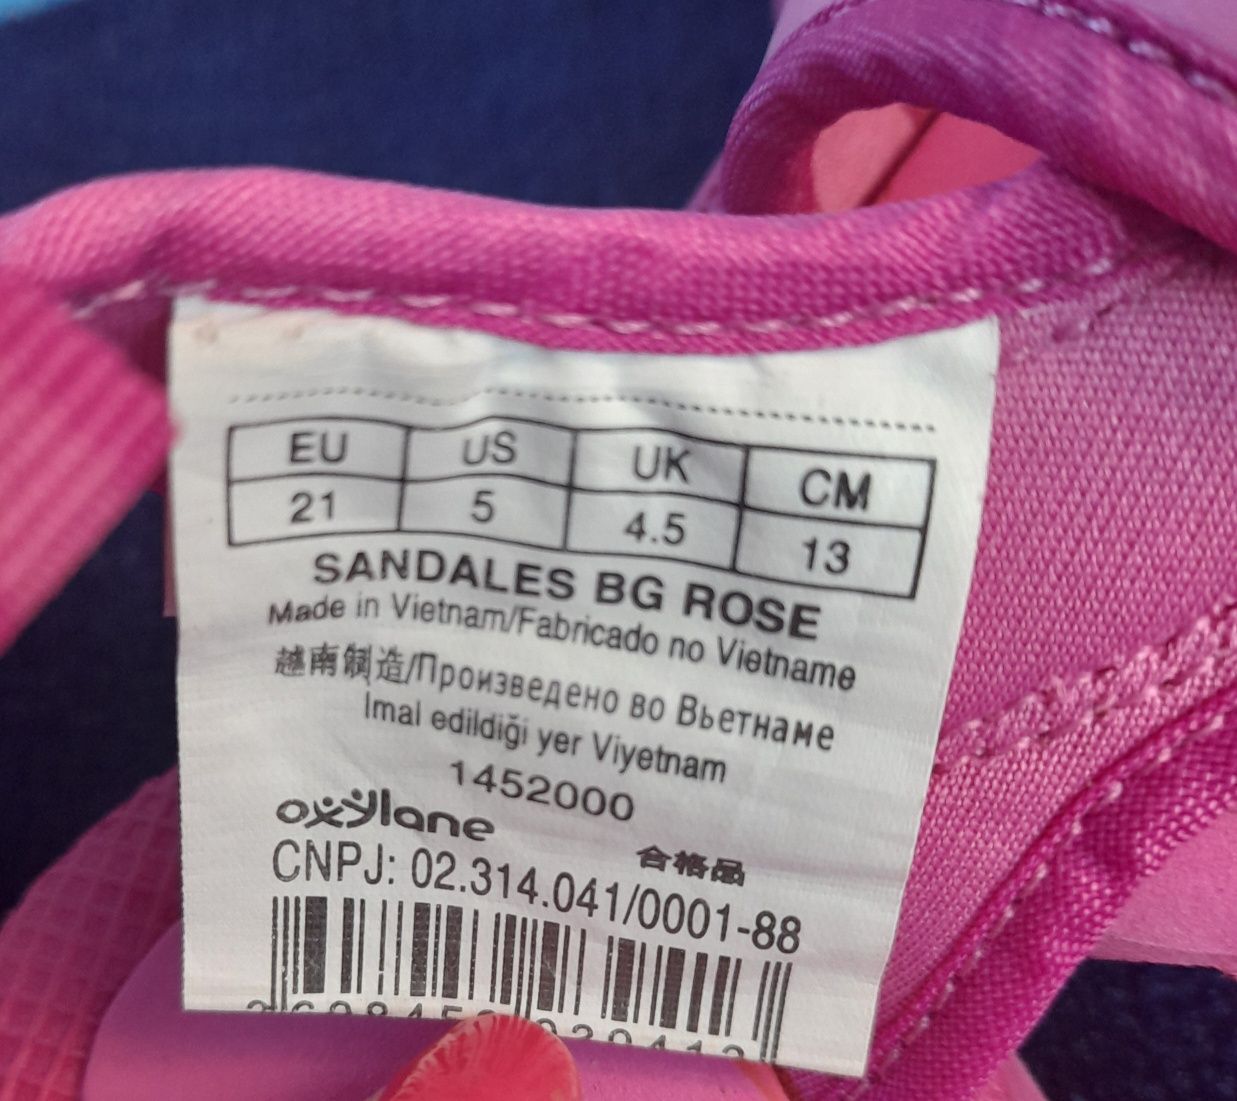 EU US UK CM
21 5 4.5 13
SANDALES BG ROSE
Made in Vietnam/Fabricado no Vietname
越南制造/Произведено во Вьетнаме
Imal edildiği yer Viyetnam
1452000
oxylane
合格品
CNPJ: 02.314.041/0001-88